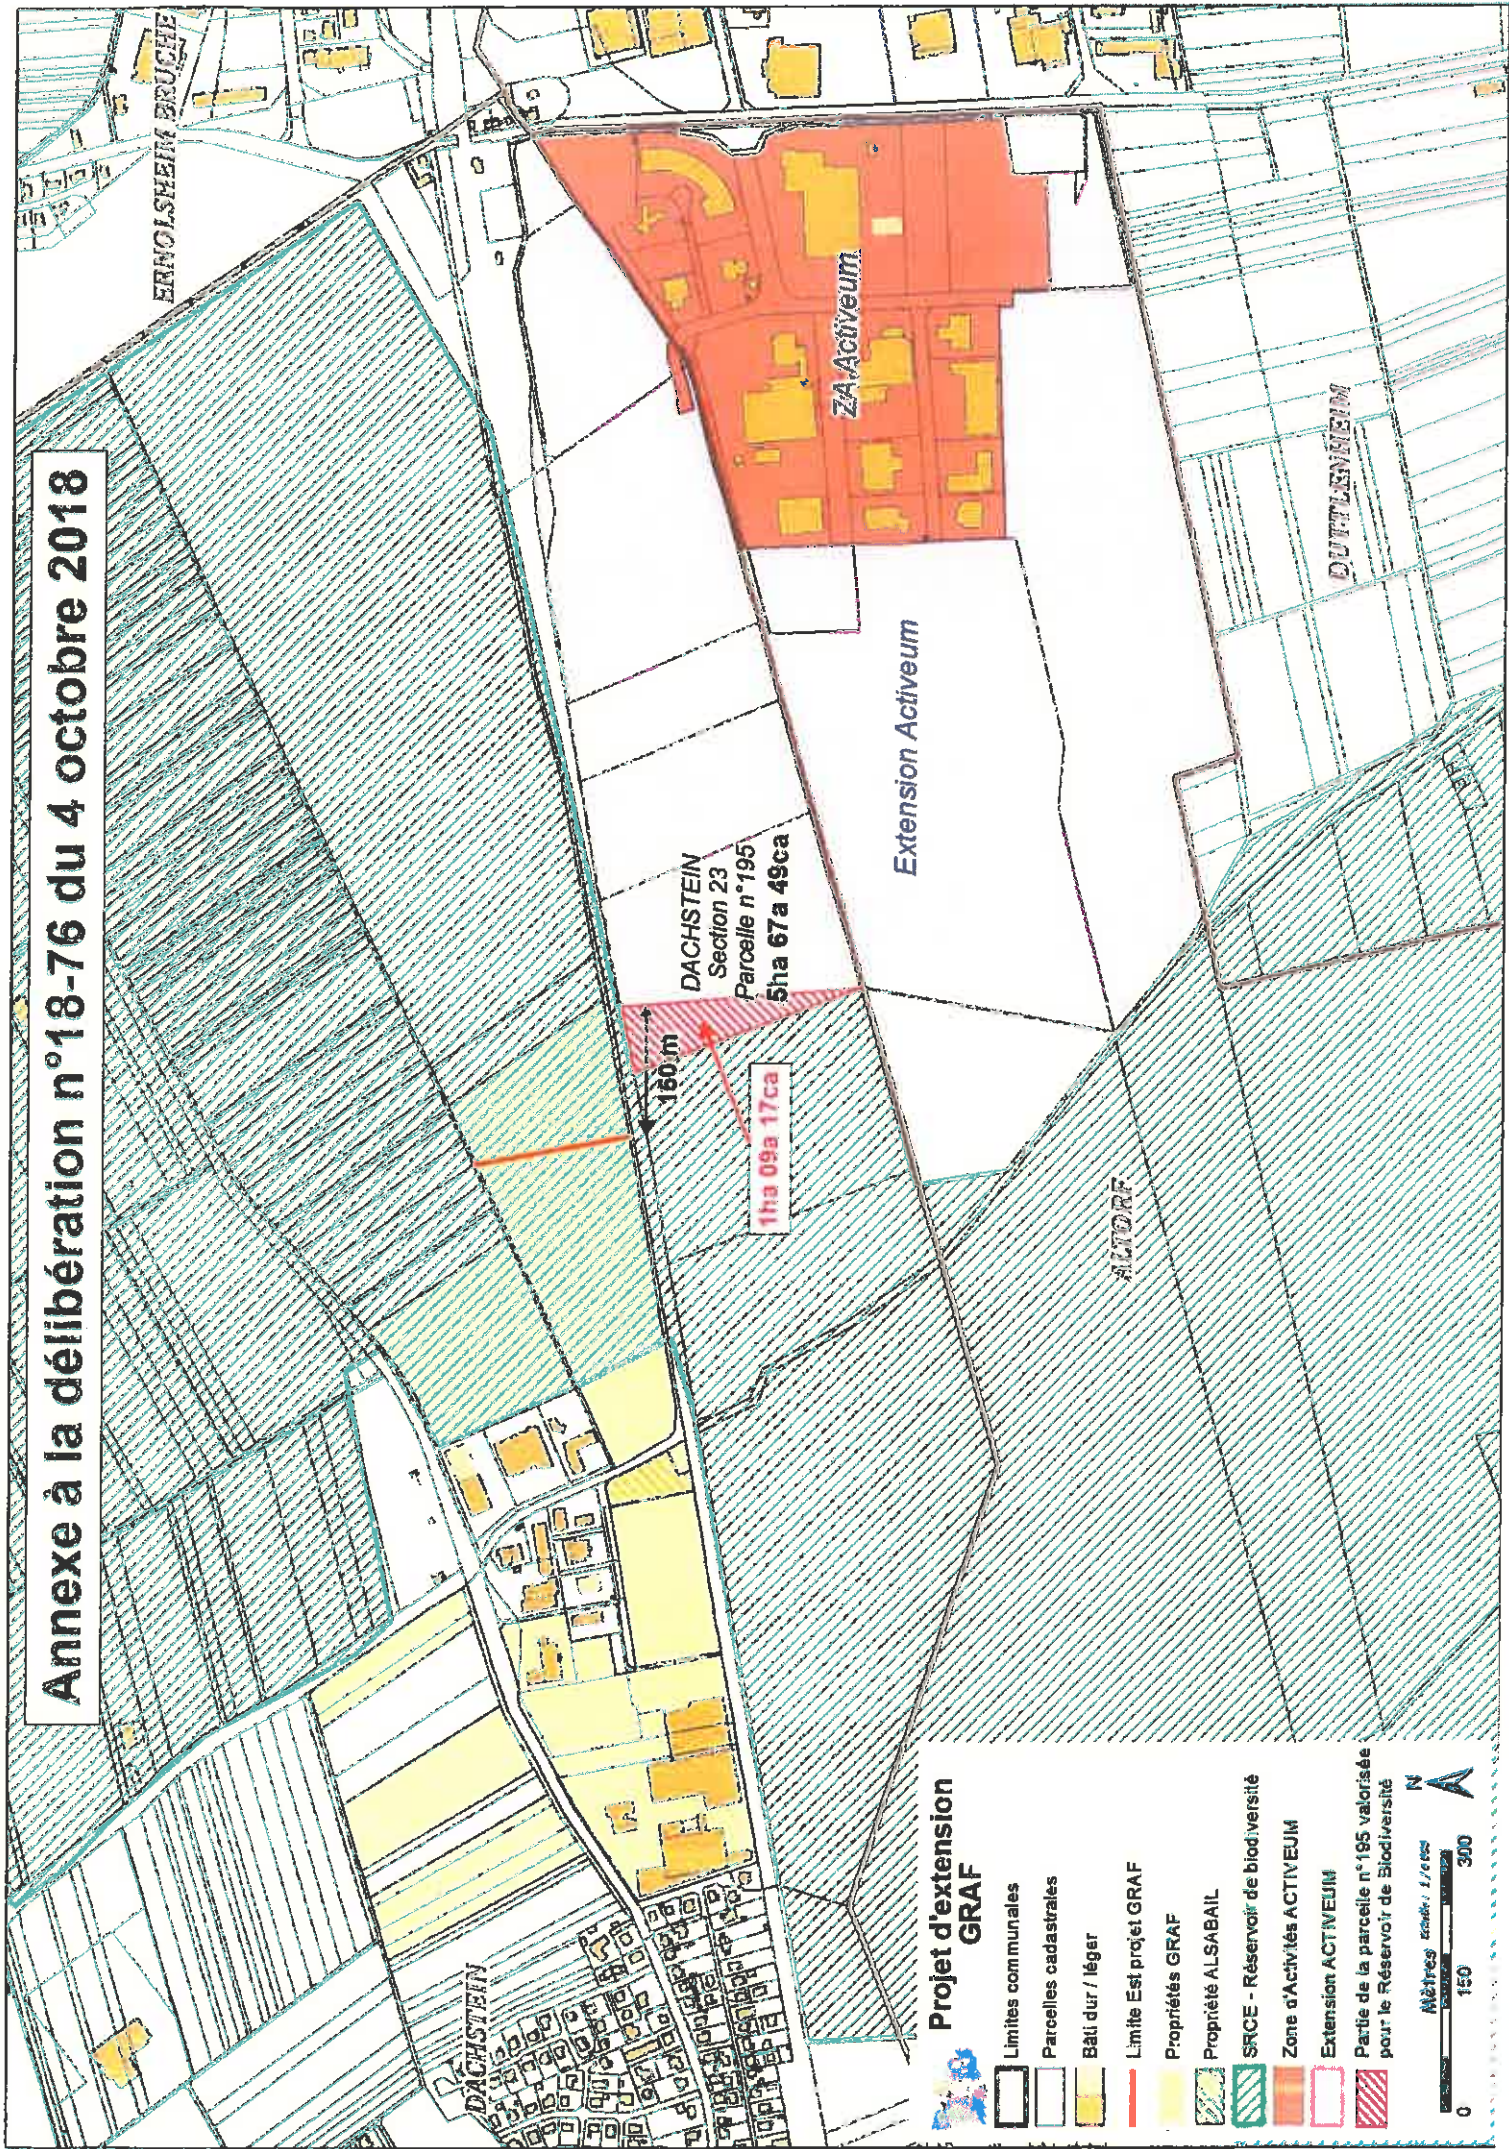 Annexe à la délibération n°18-76 du 4 octobre 2018
ERNOLSHEIM BRUCHE
DACHSTEIN
Section 23
Parcelle n°195
5ha 67a 49ca
160 m
1ha 09a 17ca
ZA Activeum
Extension Activeum
DUTTLENHEIM
ALTORF
DACHSTEIN
Projet d'extension
GRAF
Limites communales
Parcelles cadastrales
Bâti dur / léger
Limite Est projet GRAF
Propriétés GRAF
Propriété ALSABAIL
SRCE - Réservoir de biodiversité
Zone d'Activités ACTIVEUM
Extension ACTIVEUM
Partie de la parcelle n°195 valorisée
pour le Réservoir de Biodiversité
Mètres
N
0 150 300